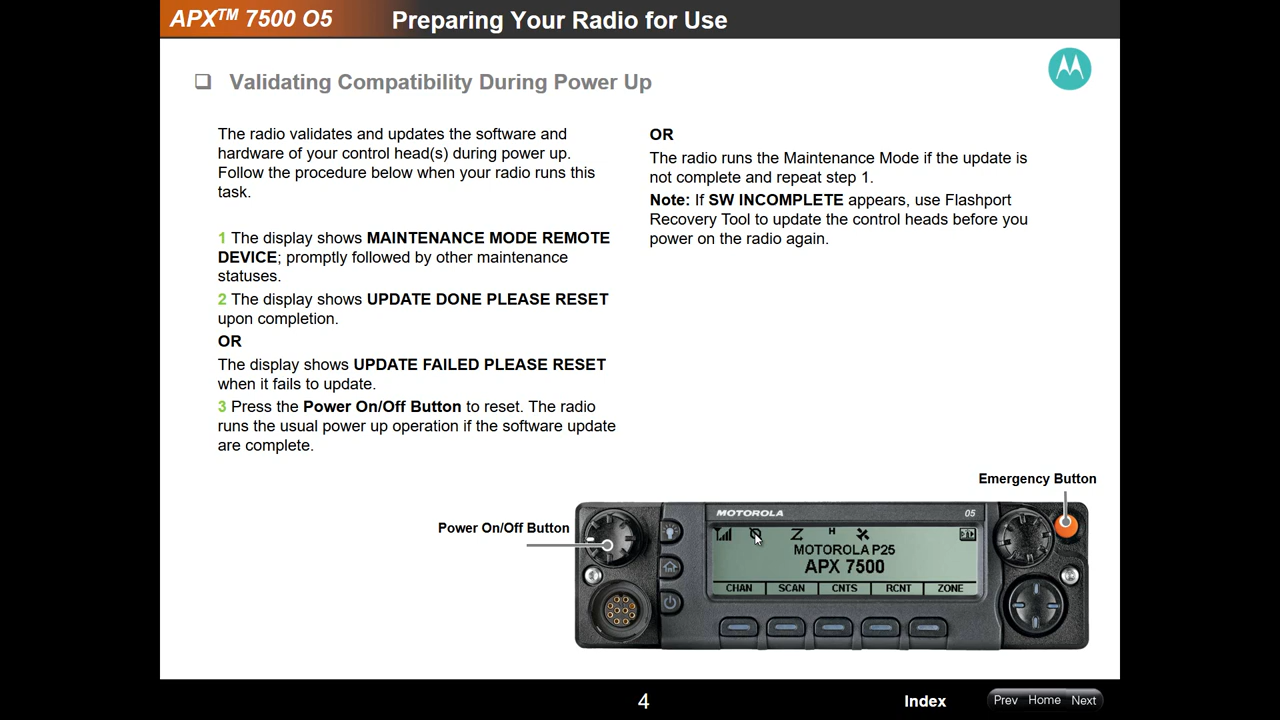 APX™ 7500 O5
Preparing Your Radio for Use
Validating Compatibility During Power Up
The radio validates and updates the software and
hardware of your control head(s) during power up.
Follow the procedure below when your radio runs this
task.
1 The display shows MAINTENANCE MODE REMOTE
DEVICE; promptly followed by other maintenance
statuses.
2 The display shows UPDATE DONE PLEASE RESET
upon completion.
OR
The display shows UPDATE FAILED PLEASE RESET
when it fails to update.
3 Press the Power On/Off Button to reset. The radio
runs the usual power up operation if the software update
are complete.
OR
The radio runs the Maintenance Mode if the update is
not complete and repeat step 1.
Note: If SW INCOMPLETE appears, use Flashport
Recovery Tool to update the control heads before you
power on the radio again.
Emergency Button
Power On/Off Button
MOTOROLA
O5
H
MOTOROLA P25
APX 7500
CHAN SCAN CNTS RCNT ZONE
4
Index
Prev Home Next